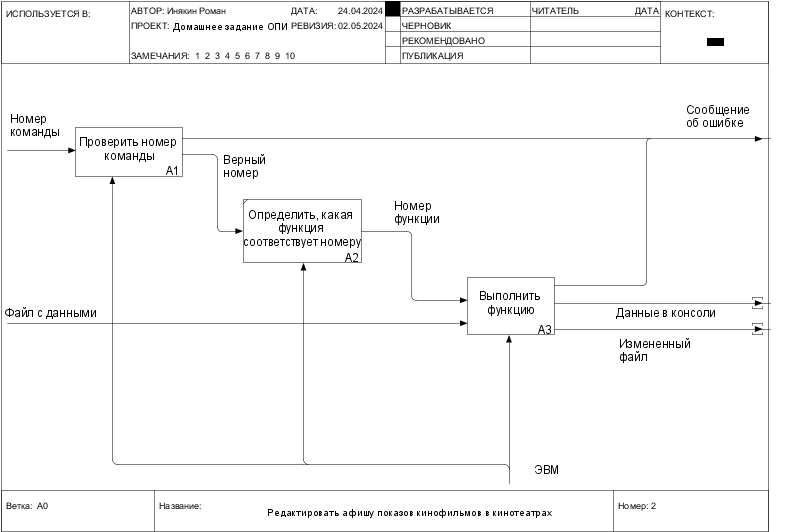 ИСПОЛЬЗУЕТСЯ В:
АВТОР: Инякин Роман
ДАТА: 24.04.2024
РАЗРАБАТЫВАЕТСЯ
ЧИТАТЕЛЬ
ДАТА
КОНТЕКСТ:
ПРОЕКТ: Домашнее задание ОПИ
РЕВИЗИЯ: 02.05.2024
ЧЕРНОВИК
РЕКОМЕНДОВАНО
ЗАМЕЧАНИЯ: 1 2 3 4 5 6 7 8 9 10
ПУБЛИКАЦИЯ
Номер
команды
Проверить номер
команды
A1
Сообщение
об ошибке
Верный
номер
Определить, какая
функция
соответствует номеру
A2
Номер
функции
Файл с данными
Выполнить
функцию
A3
Данные в консоли
Измененный
файл
ЭВМ
Ветка: A0
Название:
Редактировать афишу показов кинофильмов в кинотеатрах
Номер: 2